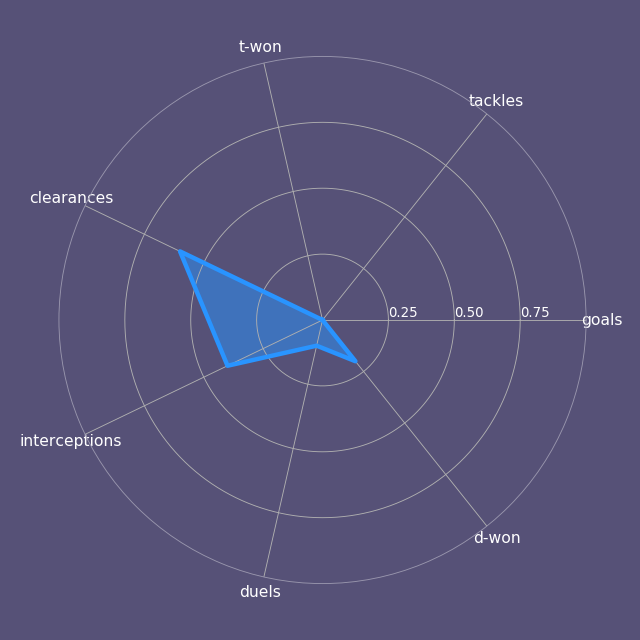 t-won
tackles
clearances
0.25 0.50 0.75
goals
interceptions
d-won
duels